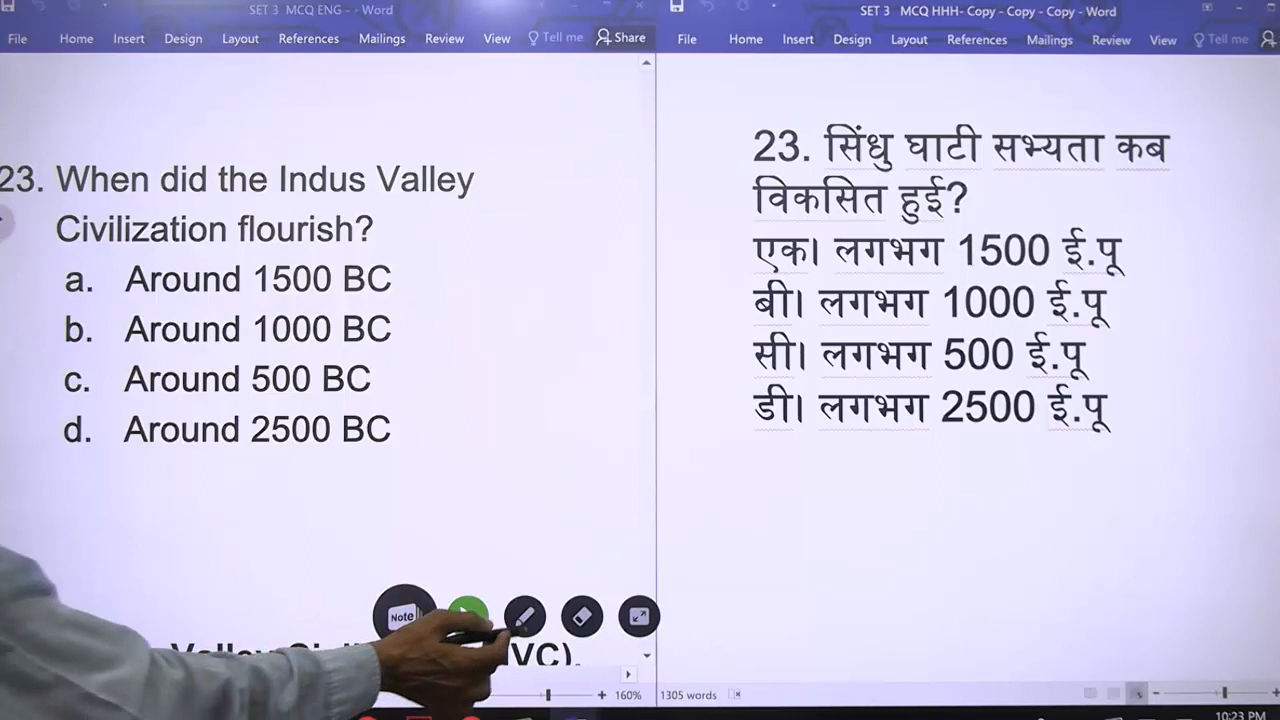 SET 3 MCQ ENG - - Word
File Home Insert Design Layout References Mailings Review View Tell me Share
23. When did the Indus Valley
Civilization flourish?
a. Around 1500 BC
b. Around 1000 BC
c. Around 500 BC
d. Around 2500 BC
Note
Valley
VC).
160%
SET 3 MCQ HHH- Copy - Copy - Copy - Word
File Home Insert Design Layout References Mailings Review View Tell me
23. सिंधु घाटी सभ्यता कब
विकसित हुई?
एक। लगभग 1500 ई.पू
बी। लगभग 1000 ई.पू
सी। लगभग 500 ई.पू
डी। लगभग 2500 ई.पू
1305 words
10:23 PM